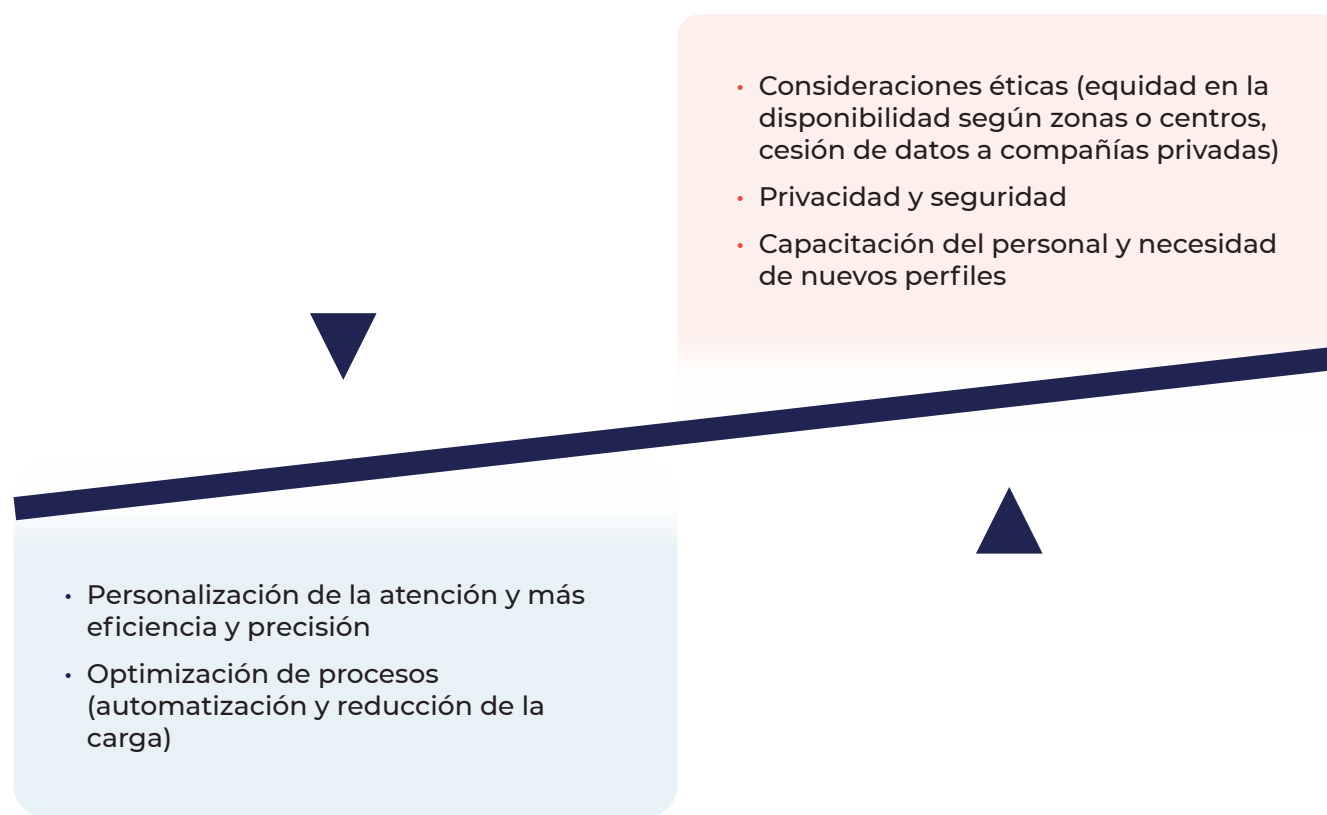 • Consideraciones éticas (equidad en la
disponibilidad según zonas o centros,
cesión de datos a compañías privadas)
• Privacidad y seguridad
• Capacitación del personal y necesidad
de nuevos perfiles
• Personalización de la atención y más
eficiencia y precisión
• Optimización de procesos
(automatización y reducción de la
carga)